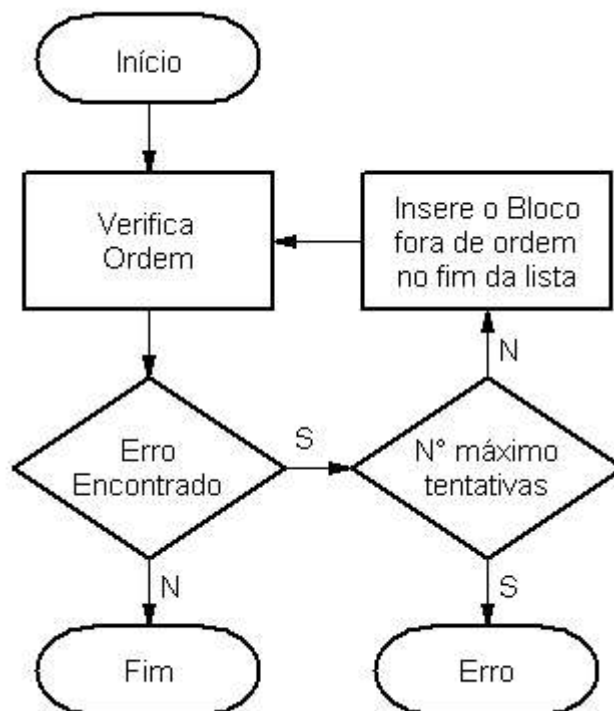 Início
Verifica
Ordem
Insere o Bloco
fora de ordem
no fim da lista
N
Erro
Encontrado
S
N° máximo
tentativas
N
S
Fim
Erro